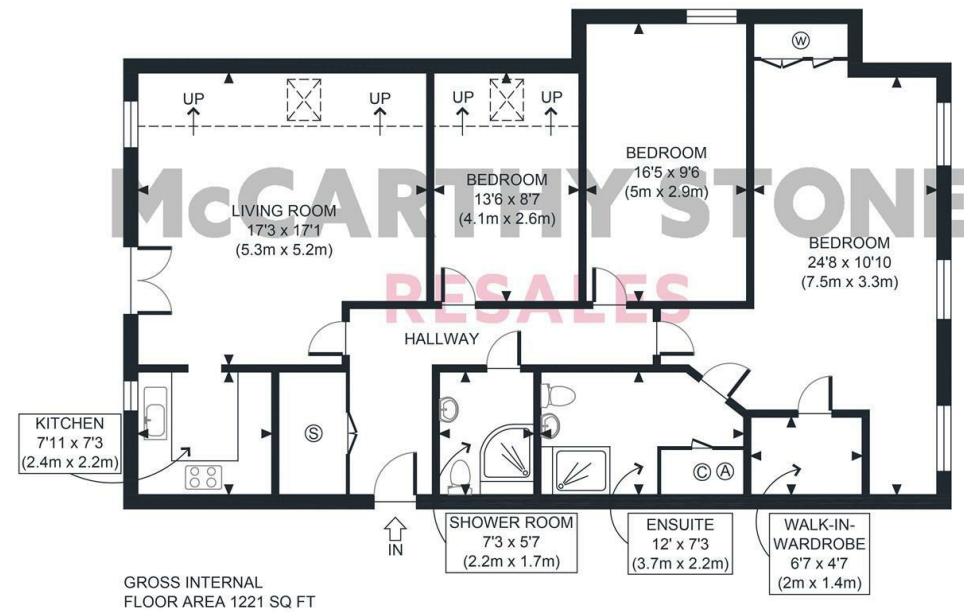 W
UP
UP
UP
UP
BEDROOM
16'5 x 9'6
(5m x 2.9m)
BEDROOM
13'6 x 8'7
(4.1m x 2.6m)
McCARTHY STONE
RESALES
LIVING ROOM
17'3 x 17'1
(5.3m x 5.2m)
BEDROOM
24'8 x 10'10
(7.5m x 3.3m)
HALLWAY
KITCHEN
7'11 x 7'3
(2.4m x 2.2m)
S
C A
SHOWER ROOM
7'3 x 5'7
(2.2m x 1.7m)
ENSUITE
12' x 7'3
(3.7m x 2.2m)
WALK-IN-
WARDROBE
6'7 x 4'7
(2m x 1.4m)
IN
GROSS INTERNAL
FLOOR AREA 1221 SQ FT